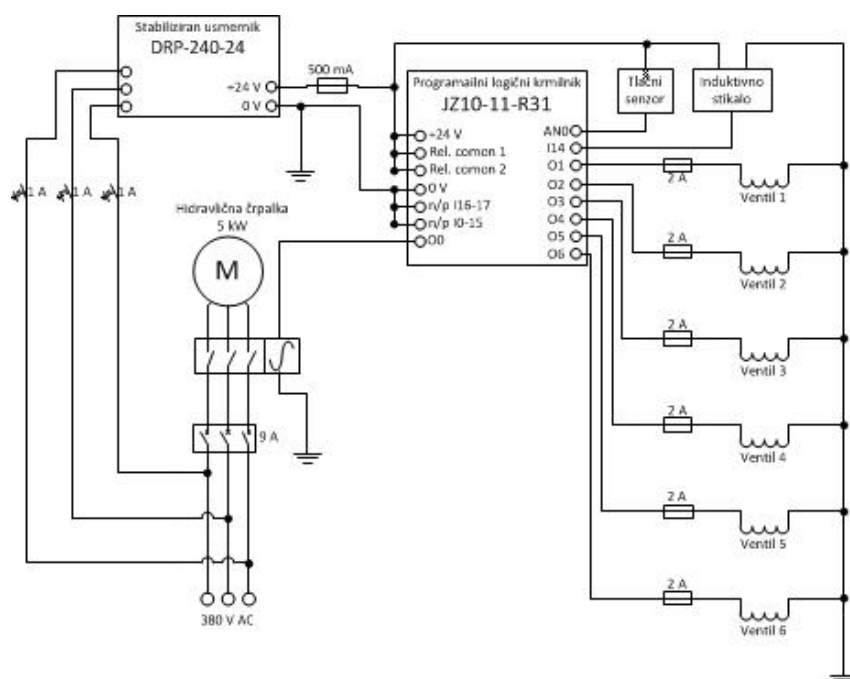 Stabiliziran usmernik
DRP-240-24
+24 V
0 V
500 mA
Programailni logični krmilnik
JZ10-11-R31
+24 V
Rel. comon 1
Rel. comon 2
0 V
n/p I16-17
n/p I0-15
O0
AN0
I14
O1
O2
O3
O4
O5
O6
Tlačni
senzor
Induktivno
stikalo
1 A
1 A
1 A
Hidravlična črpalka
5 kW
M
9 A
380 V AC
2 A
Ventil 1
2 A
Ventil 2
2 A
Ventil 3
2 A
Ventil 4
2 A
Ventil 5
2 A
Ventil 6